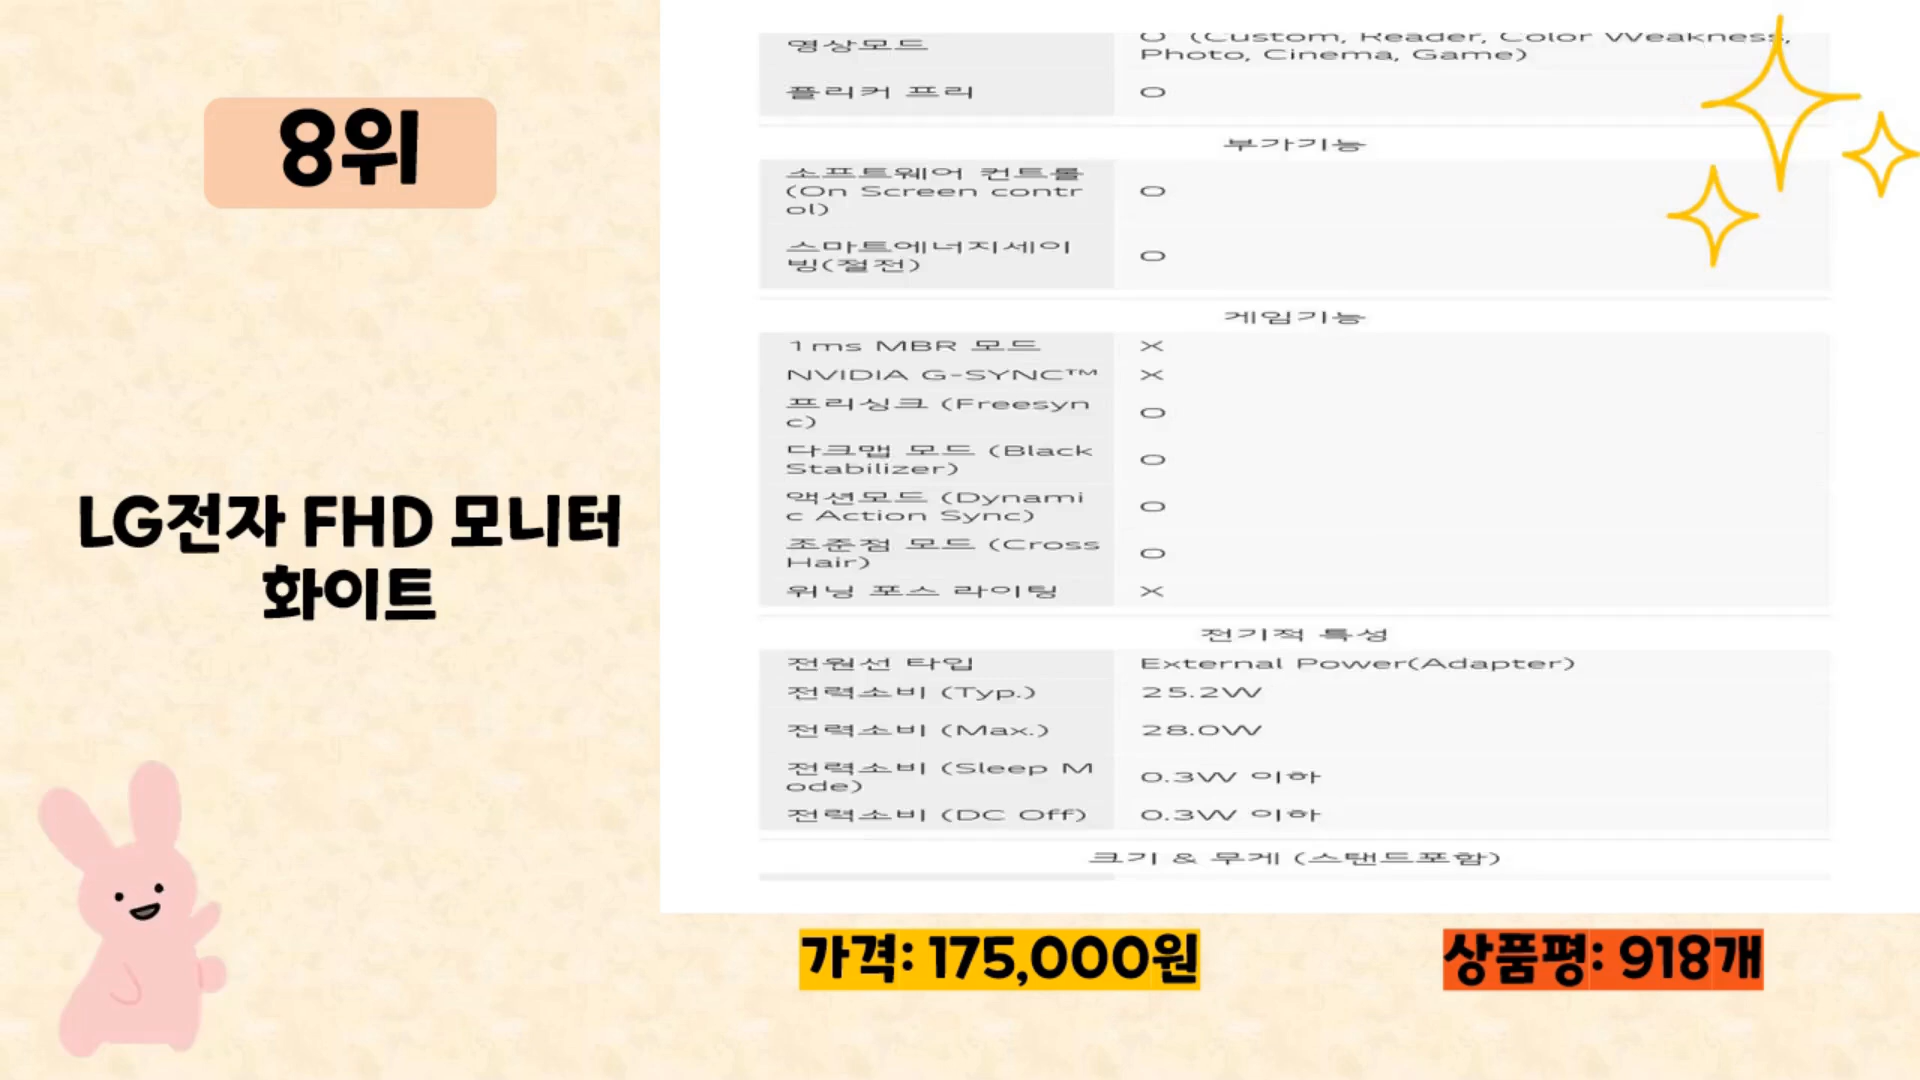 8위
LG전자 FHD 모니터
화이트
영상모드
O (Custom, Reader, Color Weakness,
Photo, Cinema, Game)
플리커 프리
O
부가기능
소프트웨어 컨트롤
(On Screen contr
ol)
O
스마트에너지세이
빙(절전)
O
게임기능
1ms MBR 모드
X
NVIDIA G-SYNC™
X
프리싱크 (Freesyn
c)
O
다크맵 모드 (Black
Stabilizer)
O
액션모드 (Dynami
c Action Sync)
O
조준점 모드 (Cross
Hair)
O
위닝 포스 라이팅
X
전기적 특성
전원선 타입
External Power(Adapter)
전력소비 (Typ.)
25.2W
전력소비 (Max.)
28.0W
전력소비 (Sleep M
ode)
0.3W 이하
전력소비 (DC Off)
0.3W 이하
크기 & 무게 (스탠드포함)
가격: 175,000원
상품평: 918개